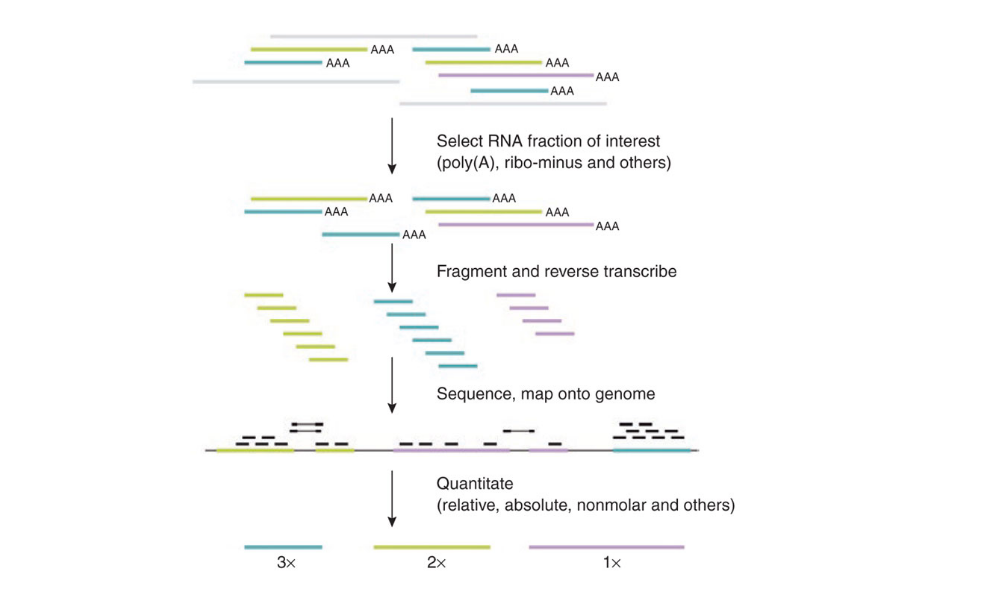 AAA AAA
AAA AAA
AAA
AAA
Select RNA fraction of interest
(poly(A), ribo-minus and others)
AAA AAA
AAA AAA
AAA
AAA
Fragment and reverse transcribe
Sequence, map onto genome
Quantitate
(relative, absolute, nonmolar and others)
3× 2× 1×